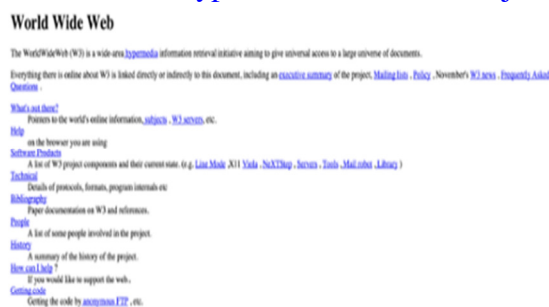 World Wide Web
The WorldWideWeb (W3) is a wide-area hypermedia information retrieval initiative aiming to give universal access to a large universe of documents.
Everything there is online about W3 is linked directly or indirectly to this document, including an executive summary of the project, Mailing lists , Policy , November's W3 news , Frequently Asked
Questions .
What's out there?
Pointers to the world's online information, subjects , W3 servers, etc.
Help
on the browser you are using
Software Products
A list of W3 project components and their current state. (e.g. Line Mode ,X11 Viola , NeXTStep , Servers , Tools , Mail robot , Library )
Technical
Details of protocols, formats, program internals etc
Bibliography
Paper documentation on W3 and references.
People
A list of some people involved in the project.
History
A summary of the history of the project.
How can I help ?
If you would like to support the web..
Getting code
Getting the code by anonymous FTP , etc.